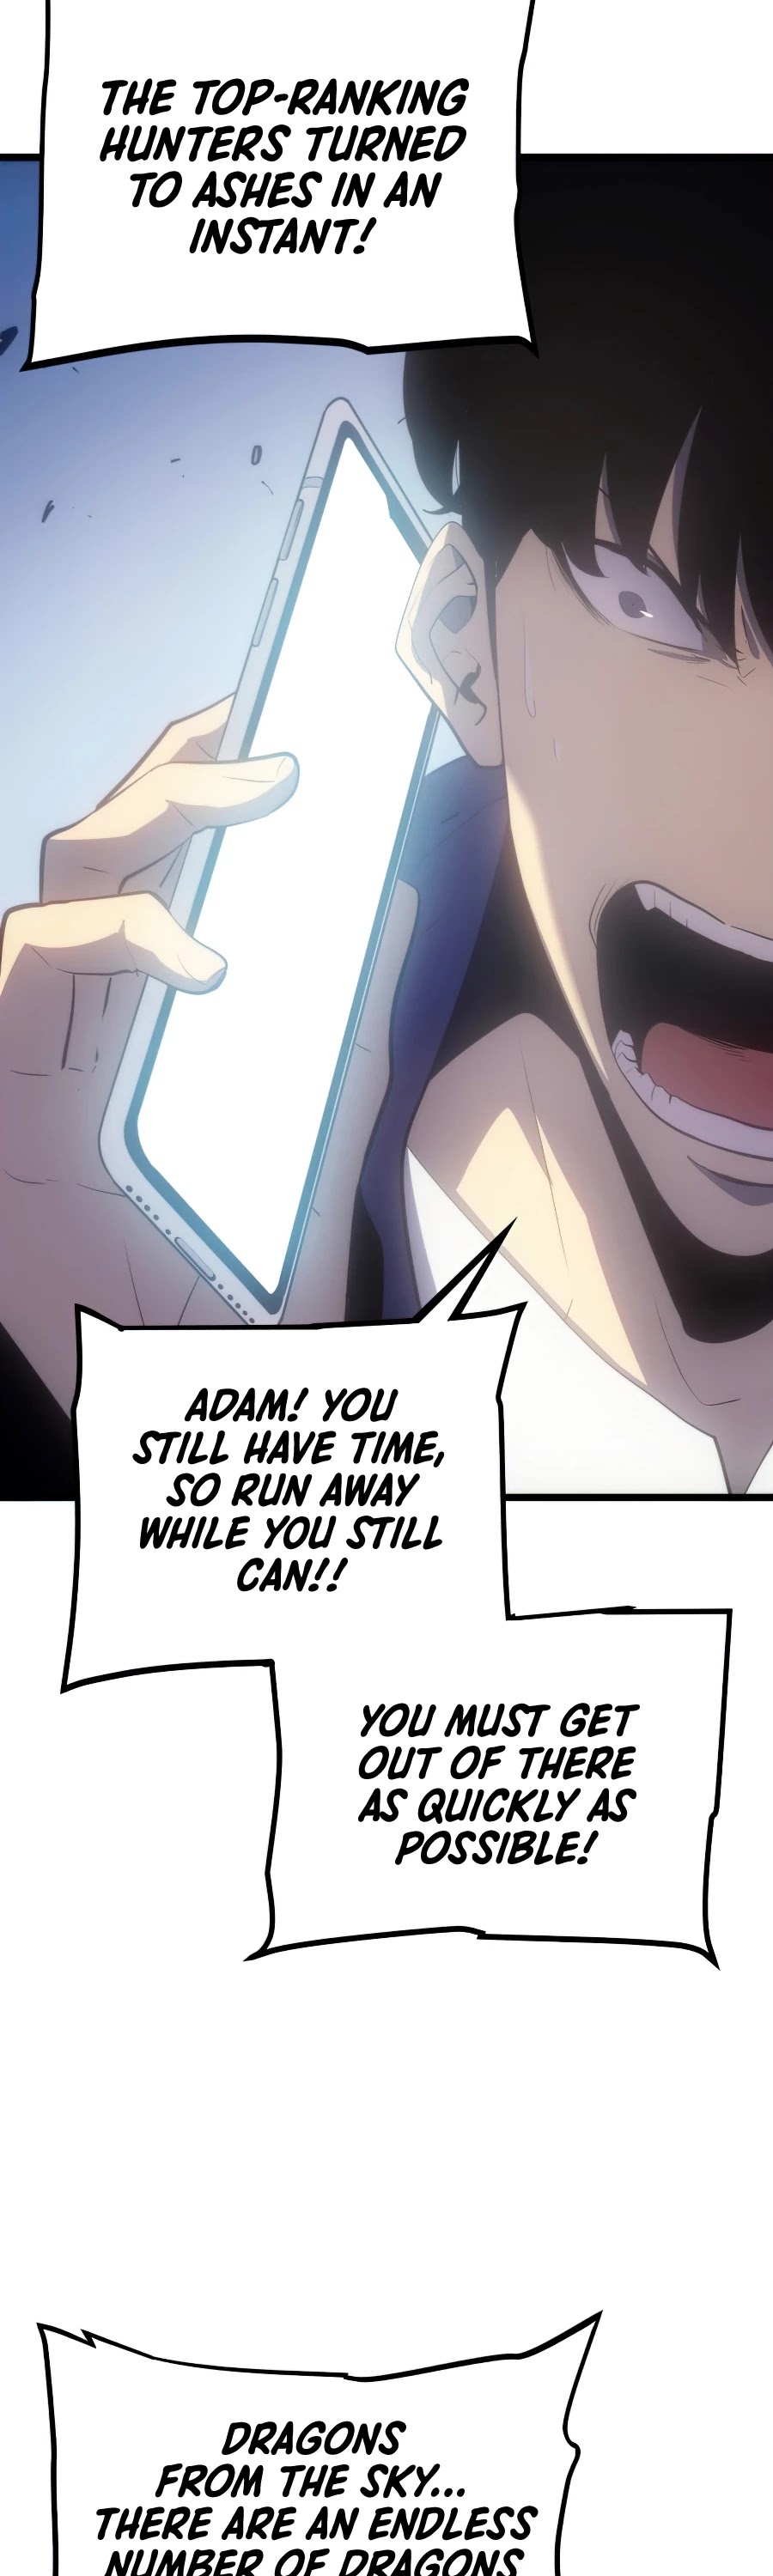 THE TOP-RANKING
HUNTERS TURNED
TO ASHES IN AN
INSTANT!
ADAM! YOU
STILL HAVE TIME,
SO RUN AWAY
WHILE YOU STILL
CAN!!
YOU MUST GET
OUT OF THERE
AS QUICKLY AS
POSSIBLE!
DRAGONS
FROM THE SKY...
THERE ARE AN ENDLESS
NUMBER OF DRAGONS